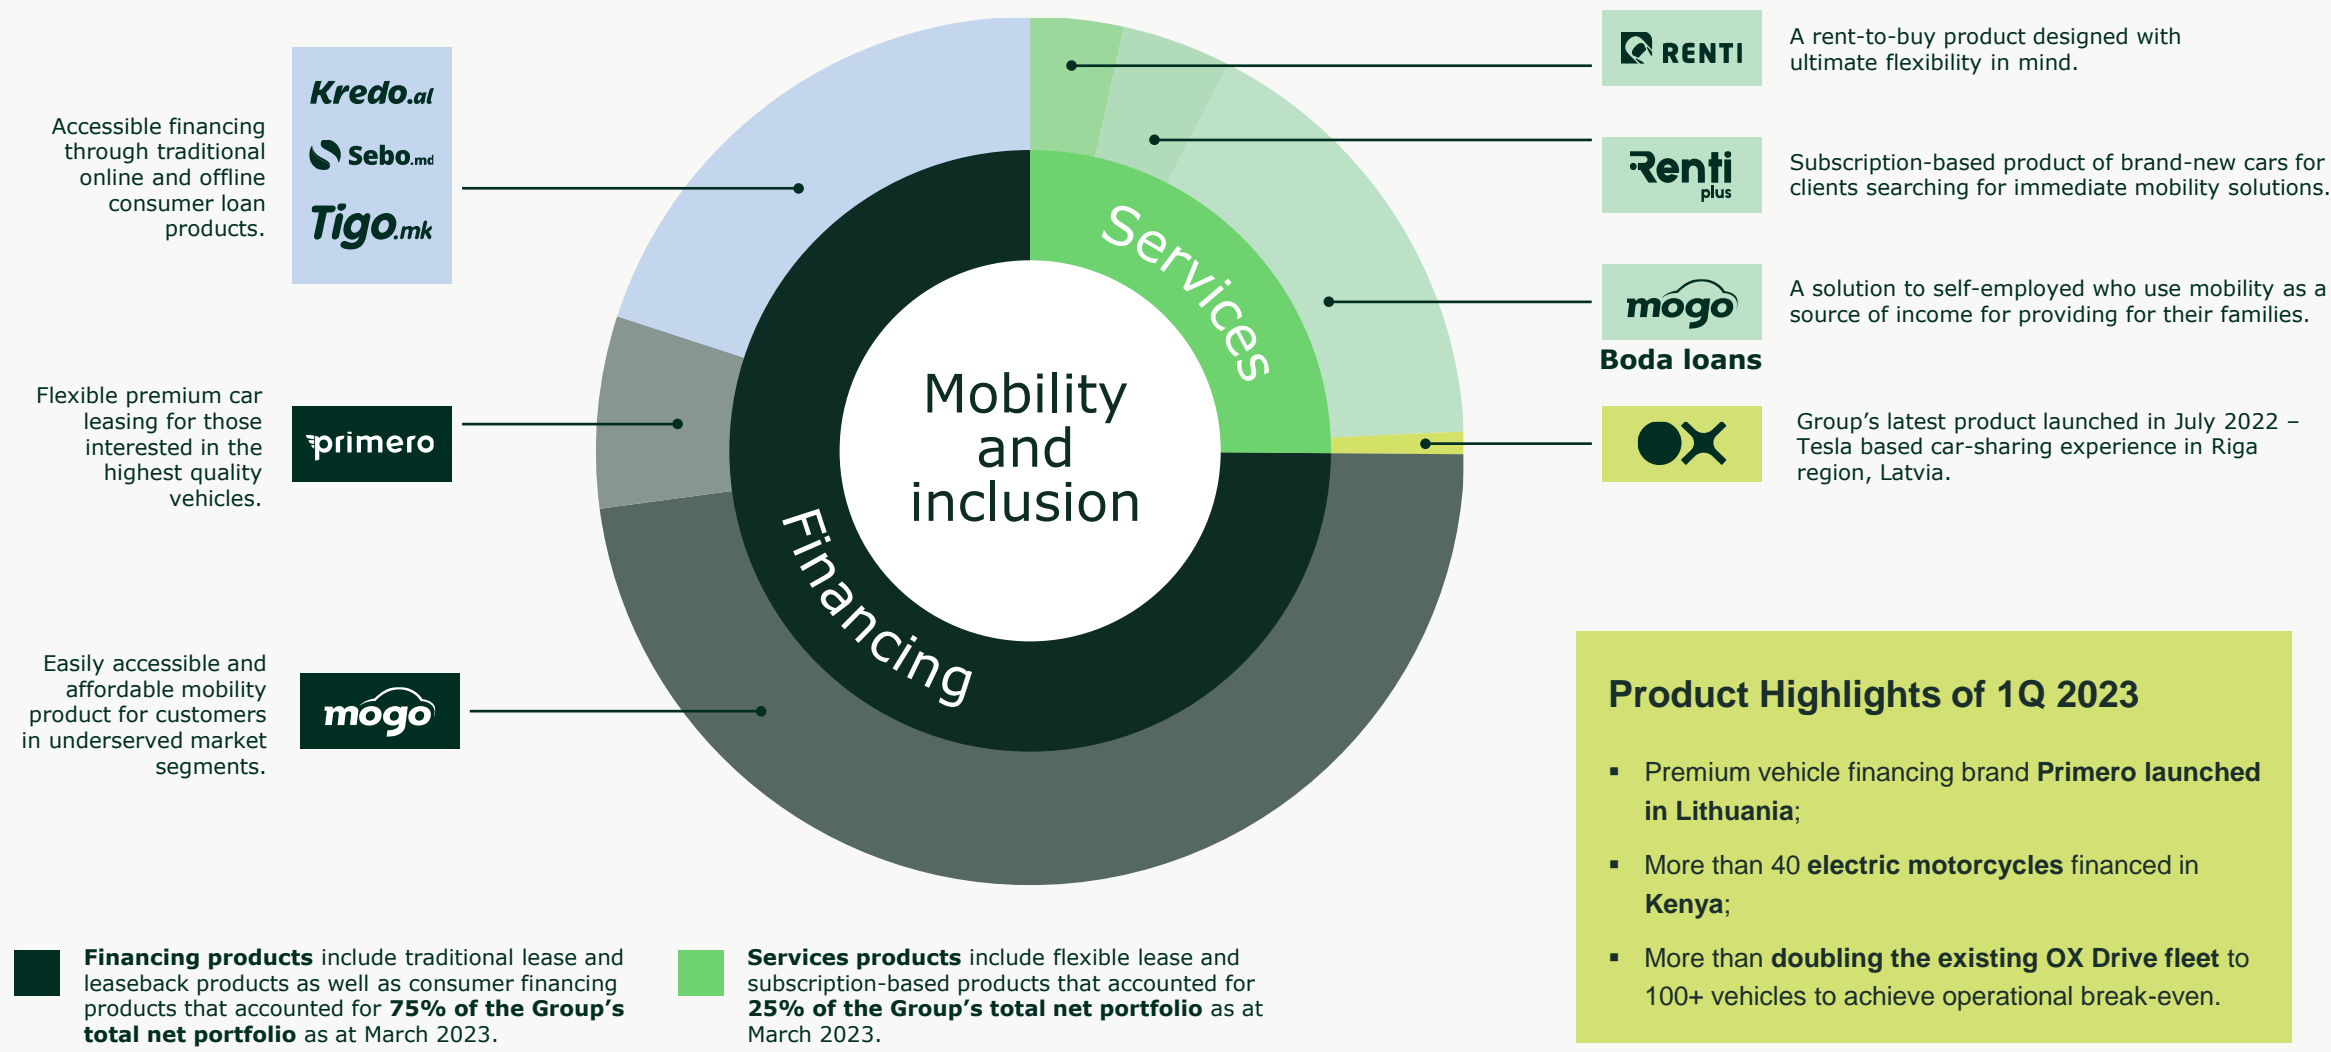 Kredo.al
Sebo.md
Tigo.mk
Accessible financing
through traditional
online and offline
consumer loan
products.
primero
Flexible premium car
leasing for those
interested in the
highest quality
vehicles.
mogo
Easily accessible and
affordable mobility
product for customers
in underserved market
segments.
Services
Mobility
and
inclusion
Financing
RENTI
A rent-to-buy product designed with
ultimate flexibility in mind.
Renti
plus
Subscription-based product of brand-new cars for
clients searching for immediate mobility solutions.
mogo
Boda loans
A solution to self-employed who use mobility as a
source of income for providing for their families.
OX
Group’s latest product launched in July 2022 –
Tesla based car-sharing experience in Riga
region, Latvia.
Product Highlights of 1Q 2023
▪ Premium vehicle financing brand Primero launched
in Lithuania;
▪ More than 40 electric motorcycles financed in
Kenya;
▪ More than doubling the existing OX Drive fleet to
100+ vehicles to achieve operational break-even.
Financing products include traditional lease and
leaseback products as well as consumer financing
products that accounted for 75% of the Group’s
total net portfolio as at March 2023.
Services products include flexible lease and
subscription-based products that accounted for
25% of the Group’s total net portfolio as at
March 2023.